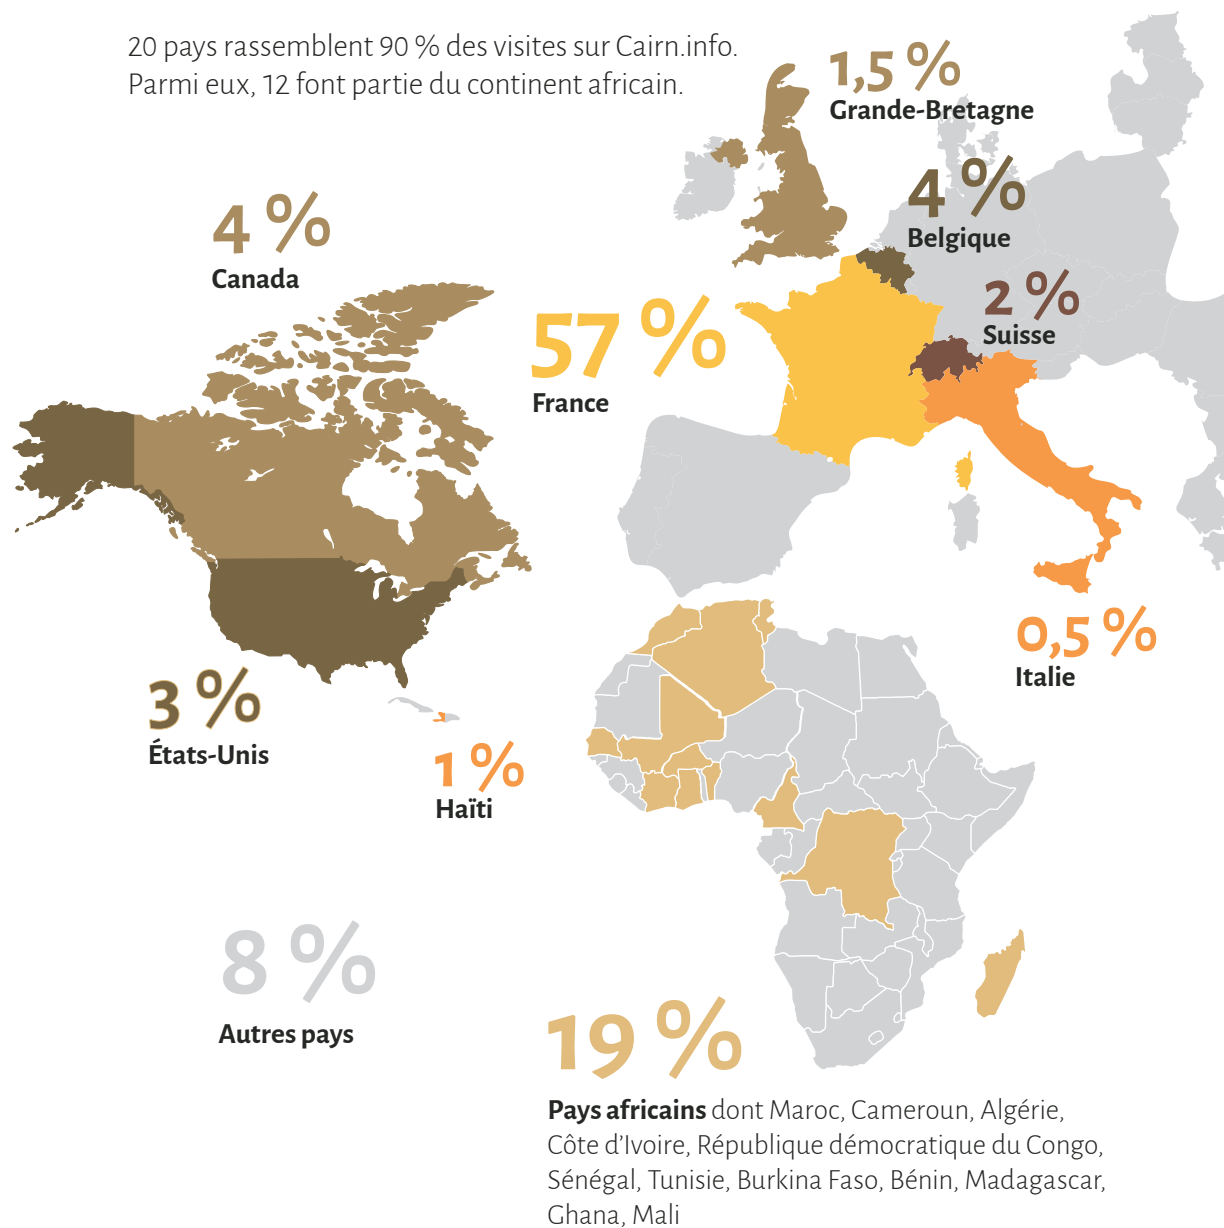 20 pays rassemblent 90 % des visites sur Cairn.info.
Parmi eux, 12 font partie du continent africain.
1,5 %
Grande-Bretagne
4 %
Belgique
4 %
Canada
2 %
Suisse
57 %
France
0,5 %
Italie
3 %
États-Unis
1 %
Haïti
8 %
Autres pays
19 %
Pays africains dont Maroc, Cameroun, Algérie,
Côte d’Ivoire, République démocratique du Congo,
Sénégal, Tunisie, Burkina Faso, Bénin, Madagascar,
Ghana, Mali